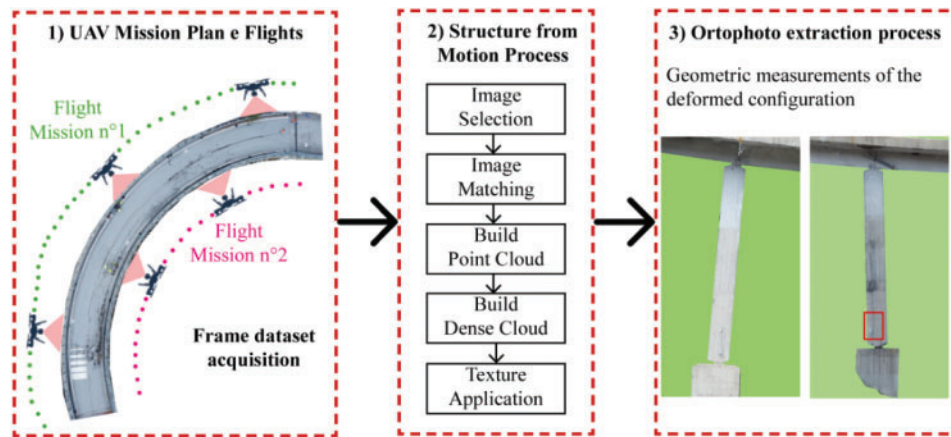 1) UAV Mission Plan e Flights
Flight
Mission n°1
Flight
Mission n°2
Frame dataset
acquisition
2) Structure from
Motion Process
Image
Selection
Image
Matching
Build
Point Cloud
Build
Dense Cloud
Texture
Application
3) Ortophoto extraction process
Geometric measurements of the
deformed configuration